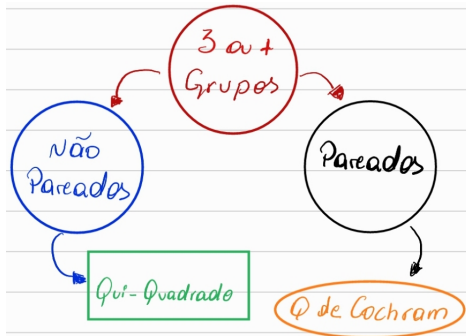 3 ou +
Grupos
Não
Pareados
Pareados
Qui-Quadrado
Q de Cochram